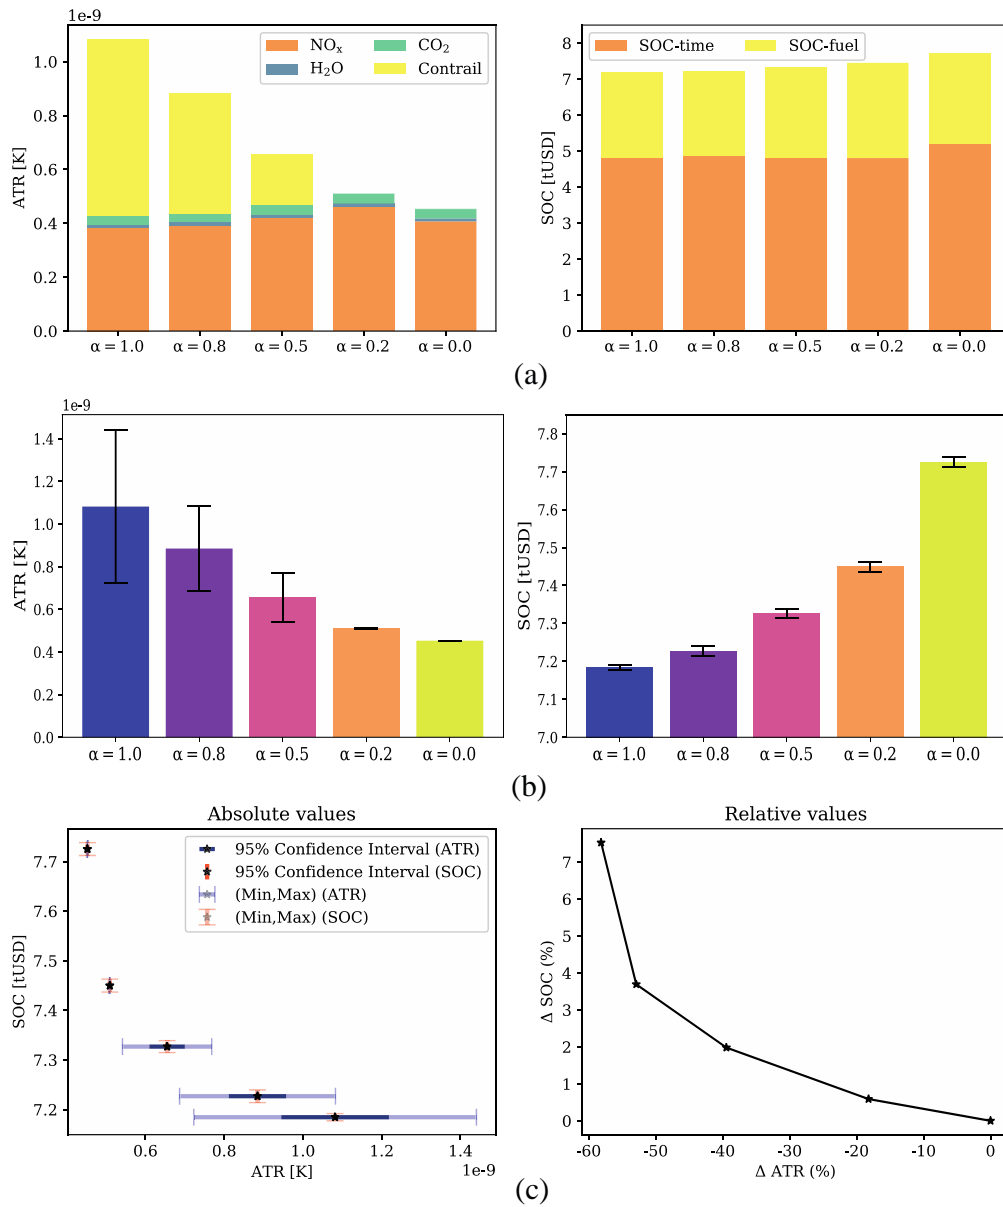 1e-9
ATR [K]
1.0
0.8
0.6
0.4
0.2
0.0
NOₓ
H₂O
CO₂
Contrail
α = 1.0
α = 0.8
α = 0.5
α = 0.2
α = 0.0
SOC [tUSD]
8
7
6
5
4
3
2
1
0
SOC-time
SOC-fuel
α = 1.0
α = 0.8
α = 0.5
α = 0.2
α = 0.0
(a)
1e-9
ATR [K]
1.4
1.2
1.0
0.8
0.6
0.4
0.2
0.0
α = 1.0
α = 0.8
α = 0.5
α = 0.2
α = 0.0
SOC [tUSD]
7.8
7.7
7.6
7.5
7.4
7.3
7.2
7.1
7.0
α = 1.0
α = 0.8
α = 0.5
α = 0.2
α = 0.0
(b)
Absolute values
SOC [tUSD]
7.7
7.6
7.5
7.4
7.3
7.2
95% Confidence Interval (ATR)
95% Confidence Interval (SOC)
(Min,Max) (ATR)
(Min,Max) (SOC)
0.6
0.8
1.0
1.2
1.4
ATR [K]
1e-9
Relative values
Δ SOC (%)
7
6
5
4
3
2
1
0
-60
-50
-40
-30
-20
-10
0
Δ ATR (%)
(c)